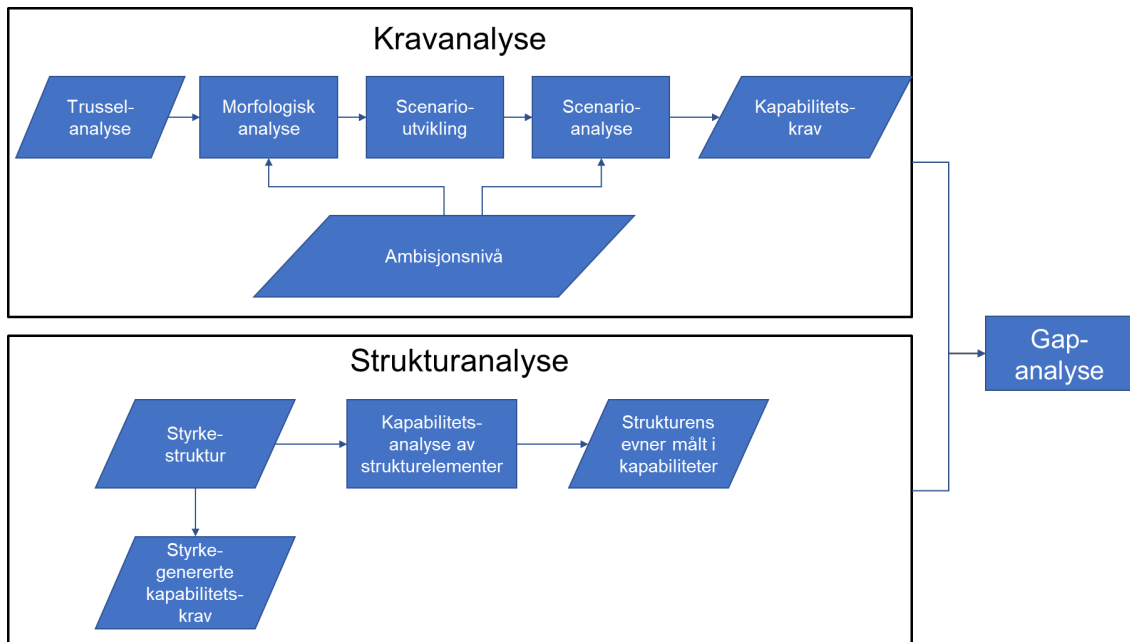 Kravanalyse
Trussel-
analyse
Morfologisk
analyse
Scenario-
utvikling
Scenario-
analyse
Kapabilitets-
krav
Ambisjonsnivå
Strukturanalyse
Styrke-
struktur
Kapabilitets-
analyse av
strukturelementer
Strukturens
evner målt i
kapabiliteter
Styrke-
genererte
kapabilitets-
krav
Gap-
analyse